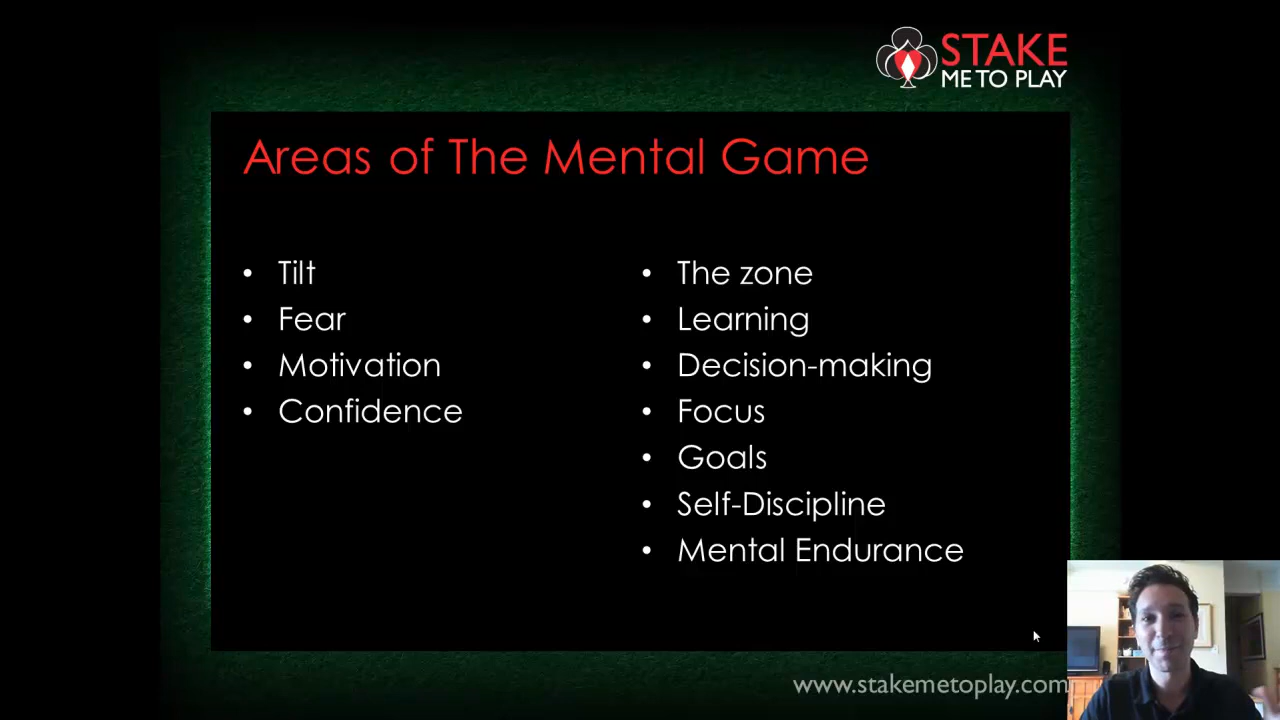 STAKE
ME TO PLAY
Areas of The Mental Game
• Tilt
• Fear
• Motivation
• Confidence
• The zone
• Learning
• Decision-making
• Focus
• Goals
• Self-Discipline
• Mental Endurance
www.stakemetoplay.com